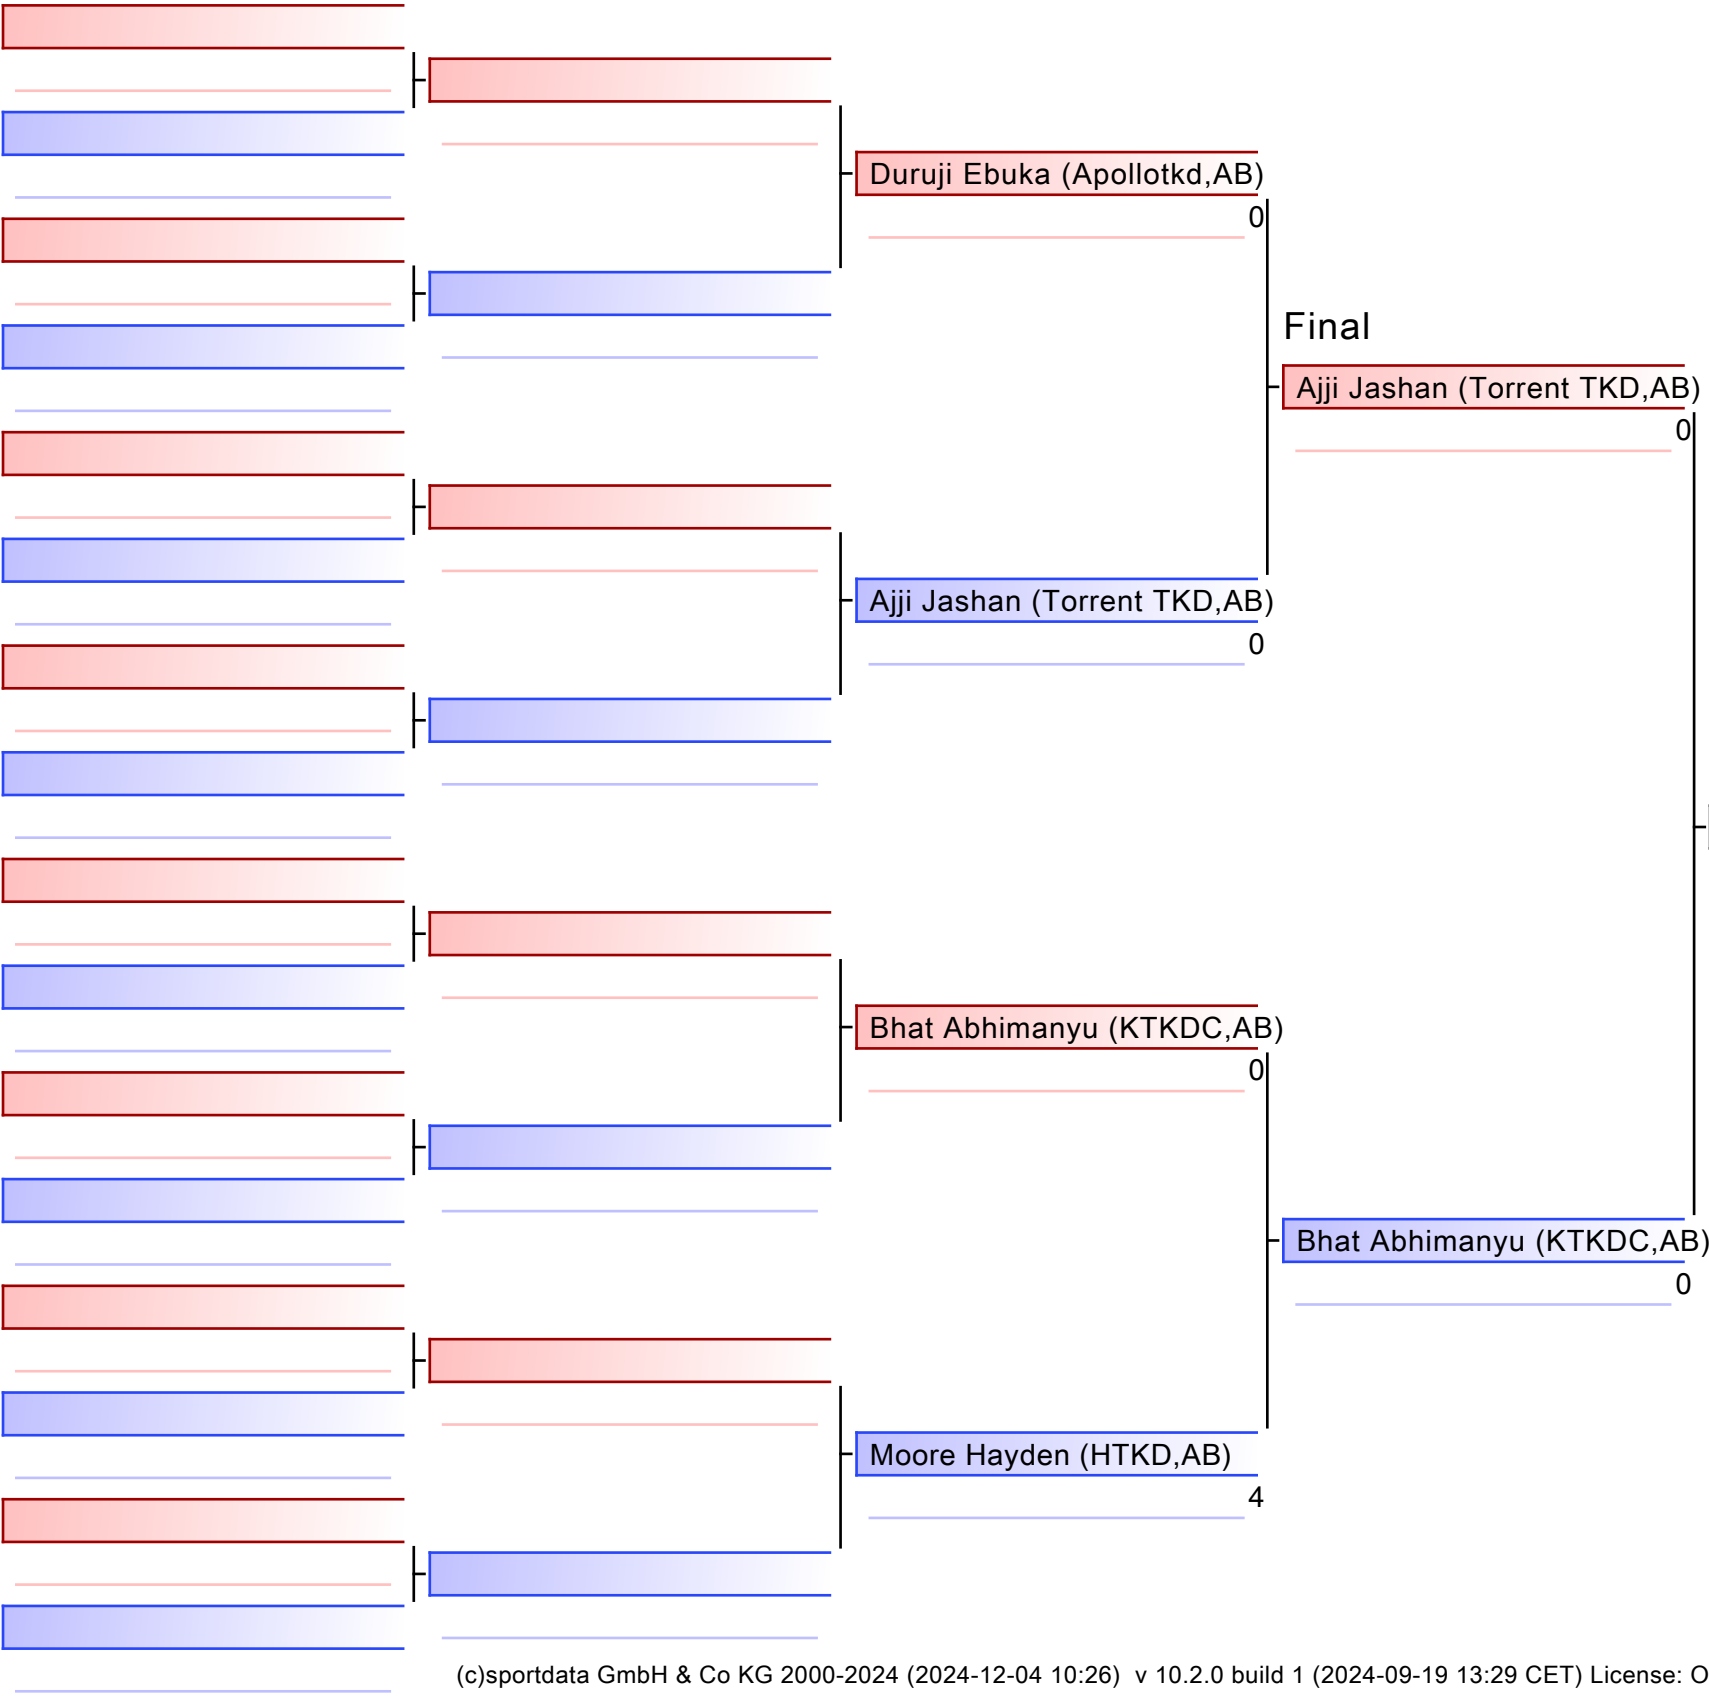 Duruji Ebuka (Apollotkd,AB)
0
Final
Ajji Jashan (Torrent TKD,AB)
0
Ajji Jashan (Torrent TKD,AB)
0
Bhat Abhimanyu (KTKDC,AB)
0
Bhat Abhimanyu (KTKDC,AB)
0
Moore Hayden (HTKD,AB)
4
(c)sportdata GmbH & Co KG 2000-2024 (2024-12-04 10:26) v 10.2.0 build 1 (2024-09-19 13:29 CET) License: O